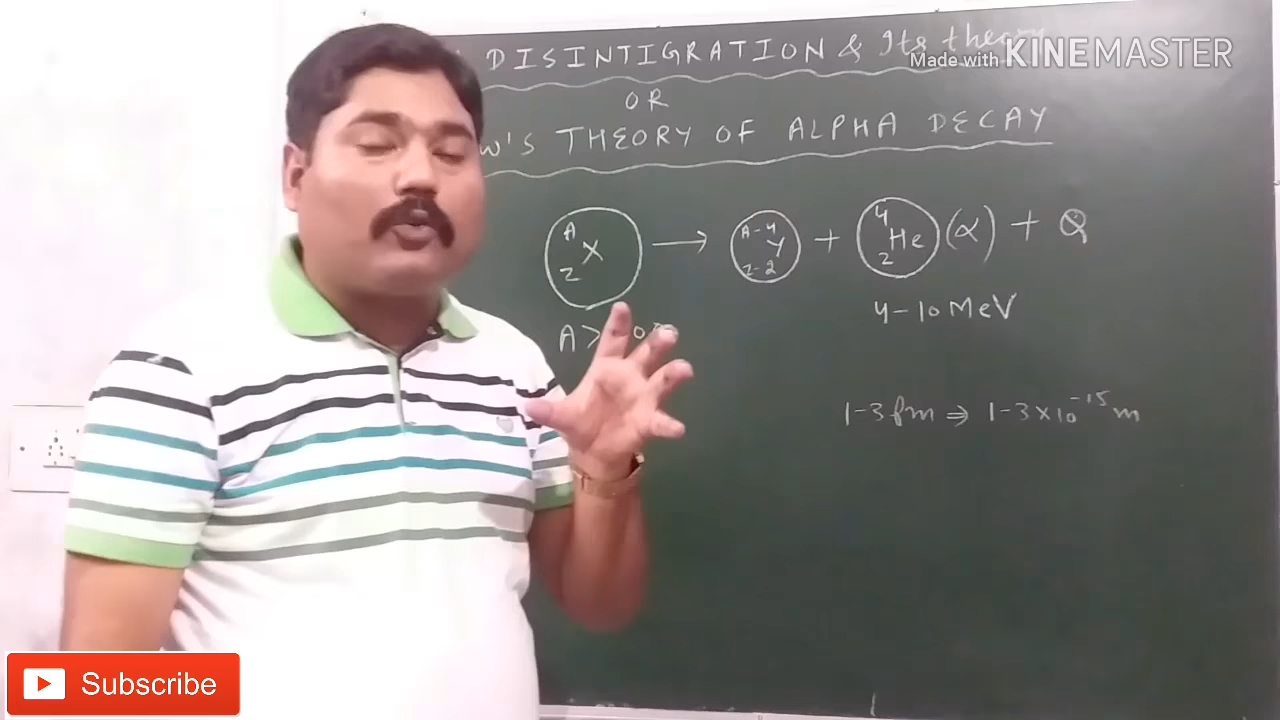 DISINTIGRATION & Its theory
Made with KINEMASTER
OR
W'S THEORY OF ALPHA DECAY
A Z X → A-4 Z-2 Y + 4 2 He (α) + Q
4-10 MeV
A >
1-3 fm ⇒ 1-3×10⁻¹⁵ m
Subscribe